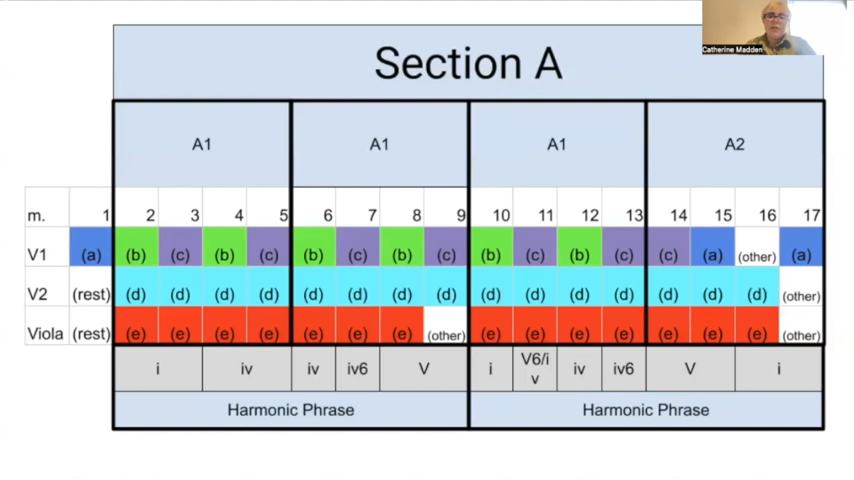 Catherine Madden
Section A
A1 A1 A1 A2
m. 1 2 3 4 5 6 7 8 9 10 11 12 13 14 15 16 17
V1 (a) (b) (c) (b) (c) (b) (c) (b) (c) (b) (c) (b) (c) (c) (a) (other) (a)
V2 (rest) (d) (d) (d) (d) (d) (d) (d) (d) (d) (d) (d) (d) (d) (d) (d) (other)
Viola (rest) (e) (e) (e) (e) (e) (e) (e) (other) (e) (e) (e) (e) (e) (e) (e) (other)
i iv iv iv6 V i V6/i iv iv6 V i
v
Harmonic Phrase Harmonic Phrase